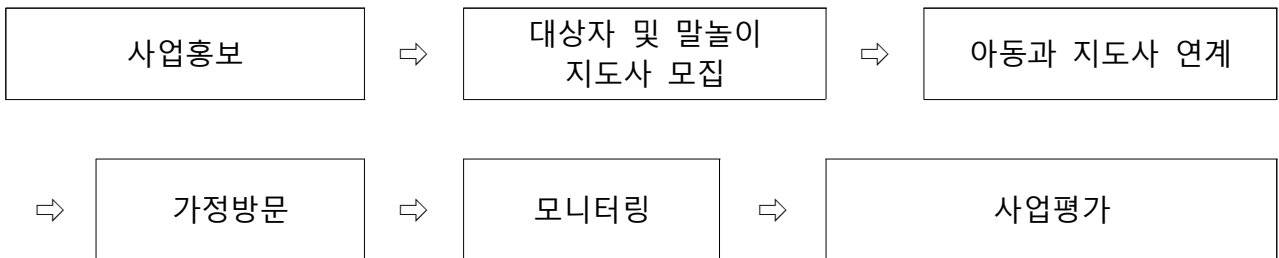 사업홍보
⇨
대상자 및 말놀이
지도사 모집
⇨
아동과 지도사 연계
⇨
가정방문
⇨
모니터링
⇨
사업평가